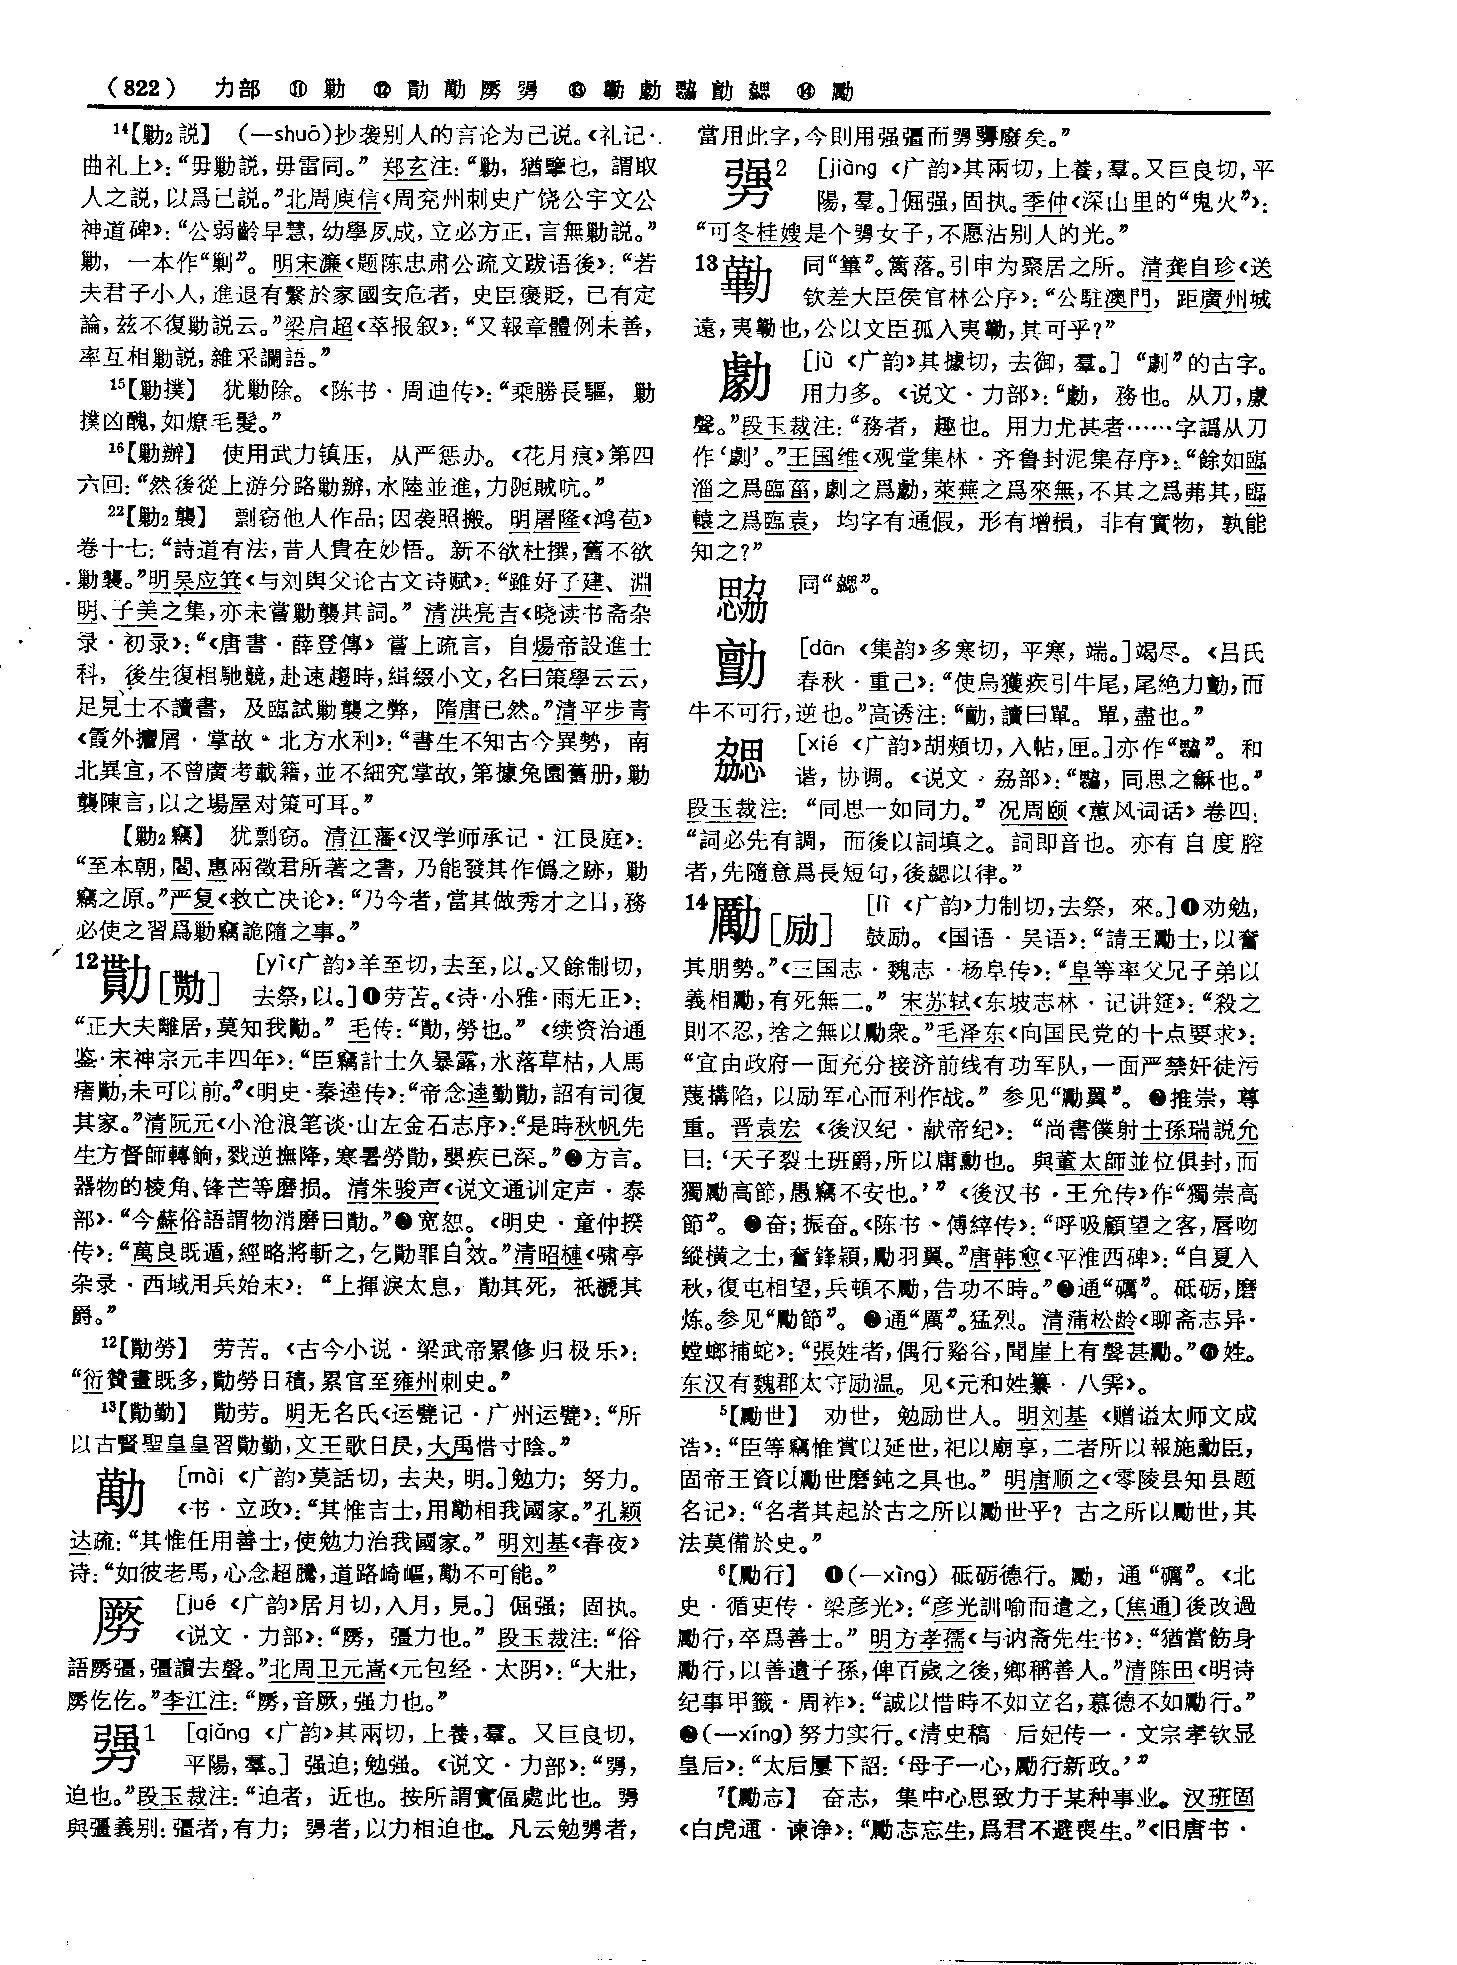 （822） 力部 ⑪ 勦 ⑫ 勩勱勶勥 ⑬ 勦勮勰勯勰 ⑭ 勵
14【勦2説】 （—shuō）抄袭别人的言论为己说。《礼记·
曲礼上》：“毋勦説，毋雷同。” 郑玄注：“勦，猶擥也，謂取
人之説，以爲己説。”北周庾信《周兖州刺史广饶公宇文公
神道碑》：“公弱齡早慧，幼學夙成，立必方正，言無勦説。”
勦，一本作“剿”。明宋濂《题陈忠肃公疏文跋语後》：“若
夫君子小人，進退有繫於家國安危者，史臣褒貶，已有定
論，兹不復勦説云。”梁启超《萃报叙》：“又報章體例未善，
率互相勦説，雜采讕語。”
15【勦撲】 犹勦除。《陈书·周迪传》：“乘勝長驅，勦
撲凶醜，如燎毛髮。”
16【勦辦】 使用武力镇压，从严惩办。《花月痕》第四
六回：“然後從上游分路勦辦，水陸並進，力阨賊吭。”
22【勦2襲】 剽窃他人作品；因袭照搬。明屠隆《鸿苞》
卷十七：“詩道有法，昔人貴在妙悟。新不欲杜撰，舊不欲
勦襲。”明吴应箕《与刘舆父论古文诗赋》：“雖好了建、淵
明、子美之集，亦未嘗勦襲其詞。”清洪亮吉《晓读书斋杂
录·初录》：“《唐書·薛登傳》嘗上疏言，自煬帝設進士
科，後生復相馳競，赴速趨時，緝綴小文，名曰策學云云，
足見士不讀書，及臨試勦襲之弊，隋唐已然。”清平步青
《霞外攟屑·掌故·北方水利》：“書生不知古今異勢，南
北異宜，不曾廣考載籍，並不細究掌故，第據兔園舊册，勦
襲陳言，以之場屋对策可耳。”
【勦2竊】 犹剽窃。清江藩《汉学师承记·江艮庭》：
“至本朝，閻、惠兩徵君所著之書，乃能發其作僞之跡，勦
竊之原。”严复《救亡决论》：“乃今者，當其做秀才之日，務
必使之習爲勦竊詭隨之事。”
12勩［勚］ ［yì《广韵》羊至切，去至，以。又餘制切，
去祭，以。］❶劳苦。《诗·小雅·雨无正》：
“正大夫離居，莫知我勩。” 毛传：“勩，勞也。”《续资治通
鉴·宋神宗元丰四年》：“臣竊計士久暴露，水落草枯，人馬
瘏勩，未可以前。”《明史·秦逵传》：“帝念逵勤勩，詔有司復
其家。”清阮元《小沧浪笔谈·山左金石志序》：“是時秋帆先
生方督師轉餉，戮逆撫降，寒暑勞勩，嬰疾已深。”❷方言。
器物的棱角、锋芒等磨损。清朱骏声《说文通训定声·泰
部》：“今蘇俗語謂物消磨曰勩。”❸宽恕。《明史·童仲揆
传》：“萬良既遁，經略將斬之，乞勩罪自效。”清昭槤《啸亭
杂录·西域用兵始末》：“上揮淚太息，勩其死，祇褫其
爵。”
12【勩勞】 劳苦。《古今小说·梁武帝累修归极乐》：
“衍贊畫既多，勩勞日積，累官至雍州刺史。”
13【勩勤】 勩劳。明无名氏《运甓记·广州运甓》：“所
以古賢聖皇皇習勩勤，文王歌日昃，大禹惜寸陰。”
勱 ［mài《广韵》莫話切，去夬，明。］勉力；努力。
《书·立政》：“其惟吉士，用勱相我國家。”孔颖
达疏：“其惟任用善士，使勉力治我國家。”明刘基《春夜》
诗：“如彼老馬，心念超騰，道路崎嶇，勱不可能。”
［jué《广韵》居月切，入月，見。］倔强；固执。
《说文·力部》：“，彊力也。”段玉裁注：“俗
語彊，彊讀去聲。”北周卫元嵩《元包经·太阴》：“大壯，
仡仡。”李江注：“，音厥，强力也。”
勥1 ［qiǎng《广韵》其兩切，上養，羣。又巨良切，
平陽，羣。］强迫；勉强。《说文·力部》：“勥，
迫也。”段玉裁注：“迫者，近也。按所謂實偪處此也。勥
與彊義别：彊者，有力；勥者，以力相迫也。凡云勉勥者，
當用此字，今則用强彊而勥廢矣。”
勥2 ［jiàng《广韵》其兩切，上養，羣。又巨良切，平
陽，羣。］倔强，固执。季仲《深山里的“鬼火”》：
“可冬桂嫂是个勥女子，不愿沾别人的光。”
13 同“篳”。篱落。引申为聚居之所。清龚自珍《送
钦差大臣侯官林公序》：“公駐澳門，距廣州城
遠，夷也，公以文臣孤入夷，其可乎？”
勮 ［jù《广韵》其據切，去御，羣。］“劇”的古字。
用力多。《说文·力部》：“勮，務也。从刀，豦
聲。”段玉裁注：“務者，趣也。用力尤甚者……字譌从刀
作‘劇’。”王国维《观堂集林·齐鲁封泥集存序》：“餘如臨
淄之爲臨菑，劇之爲勮，萊蕪之爲來無，不其之爲弗其，臨
轅之爲臨袁，均字有通假，形有增損，非有實物，孰能
知之？”
同“勰”。
勯 ［dān《集韵》多寒切，平寒，端。］竭尽。《吕氏
春秋·重己》：“使烏獲疾引牛尾，尾絶力勯，而
牛不可行，逆也。”高诱注：“勯，讀曰單。單，盡也。”
勰 ［xié《广韵》胡頰切，入帖，匣。］亦作“”。和
谐，协调。《说文·劦部》：“勰，同思之龢也。”
段玉裁注：“同思一如同力。”况周颐《蕙风词话》卷四：
“詞必先有調，而後以詞填之。詞即音也。亦有自度腔
者，先隨意爲長短句，後勰以律。”
14勵［励］ ［lì《广韵》力制切，去祭，來。］❶劝勉，
鼓励。《国语·吴语》：“請王勵士，以奮
其朋勢。”《三国志·魏志·杨阜传》：“阜等率父兄子弟以
義相勵，有死無二。”宋苏轼《东坡志林·记讲筵》：“殺之
則不忍，捨之無以勵衆。”毛泽东《向国民党的十点要求》：
“宜由政府一面充分接济前线有功军队，一面严禁奸徒污
蔑搆陷，以励军心而利作战。”参见“勵翼”。❷推崇，尊
重。晋袁宏《後汉纪·献帝纪》：“尚書僕射士孫瑞説允
曰：‘天子裂土班爵，所以庸勳也。與董太師並位俱封，而
獨勵高節，愚竊不安也。’”《後汉书·王允传》作“獨崇高
節”。❸奋；振奋。《陈书·傅縡传》：“呼吸顧望之客，唇吻
縱横之士，奮鋒穎，勵羽翼。”唐韩愈《平淮西碑》：“自夏入
秋，復屯相望，兵頓不勵，告功不時。”❹通“礪”。砥砺，磨
炼。参见“勵節”。❺通“厲”。猛烈。清蒲松龄《聊斋志异·
螳螂捕蛇》：“張姓者，偶行谿谷，聞崖上有聲甚勵。”❻姓。
东汉有魏郡太守励温。见《元和姓纂·八霁》。
5【勵世】 劝世，勉励世人。明刘基《赠谥太师文成
诰》：“臣等竊惟賞以延世，祀以廟享，二者所以報施勳臣，
固帝王資以勵世磨鈍之具也。”明唐顺之《零陵县知县题
名记》：“名者其起於古之所以勵世乎？古之所以勵世，其
法莫備於史。”
6【勵行】 ❶（—xìng）砥砺德行。勵，通“礪”。《北
史·循吏传·梁彦光》：“彦光訓喻而遣之，〔焦通〕後改過
勵行，卒爲善士。”明方孝孺《与讷斋先生书》：“猶當飭身
勵行，以善遺子孫，俾百歲之後，鄉稱善人。”清陈田《明诗
纪事甲籤·周祚》：“誠以惜時不如立名，慕德不如勵行。”
❷（—xíng）努力实行。《清史稿·后妃传一·文宗孝钦显
皇后》：“太后屢下詔：‘母子一心，勵行新政。’”
7【勵志】 奋志，集中心思致力于某种事业。汉班固
《白虎通·谏诤》：“勵志忘生，爲君不避喪生。”《旧唐书·